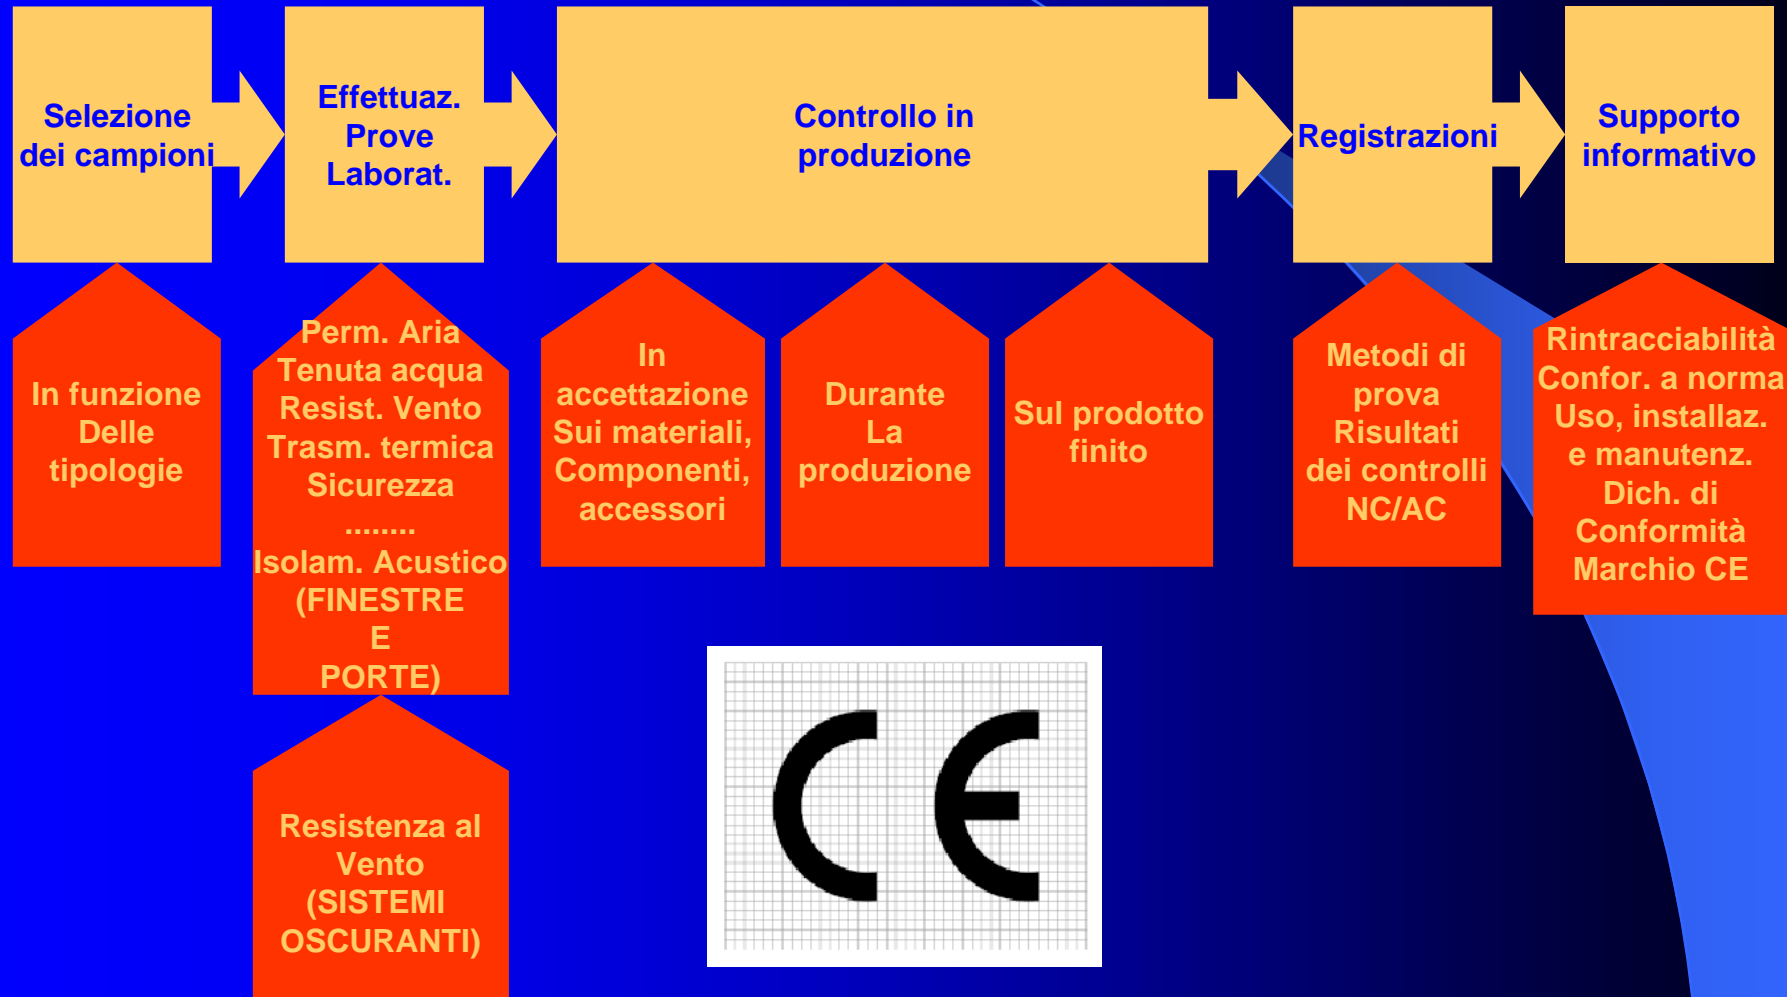 Selezione
dei campioni
Effettuaz.
Prove
Laborat.
Controllo in
produzione
Registrazioni
Supporto
informativo
In funzione
Delle
tipologie
Perm. Aria
Tenuta acqua
Resist. Vento
Trasm. termica
Sicurezza
........
Isolam. Acustico
(FINESTRE
E
PORTE)
Resistenza al
Vento
(SISTEMI
OSCURANTI)
In
accettazione
Sui materiali,
Componenti,
accessori
Durante
La
produzione
Sul prodotto
finito
Metodi di
prova
Risultati
dei controlli
NC/AC
Rintracciabilità
Confor. a norma
Uso, installaz.
e manutenz.
Dich. di
Conformità
Marchio CE
CE